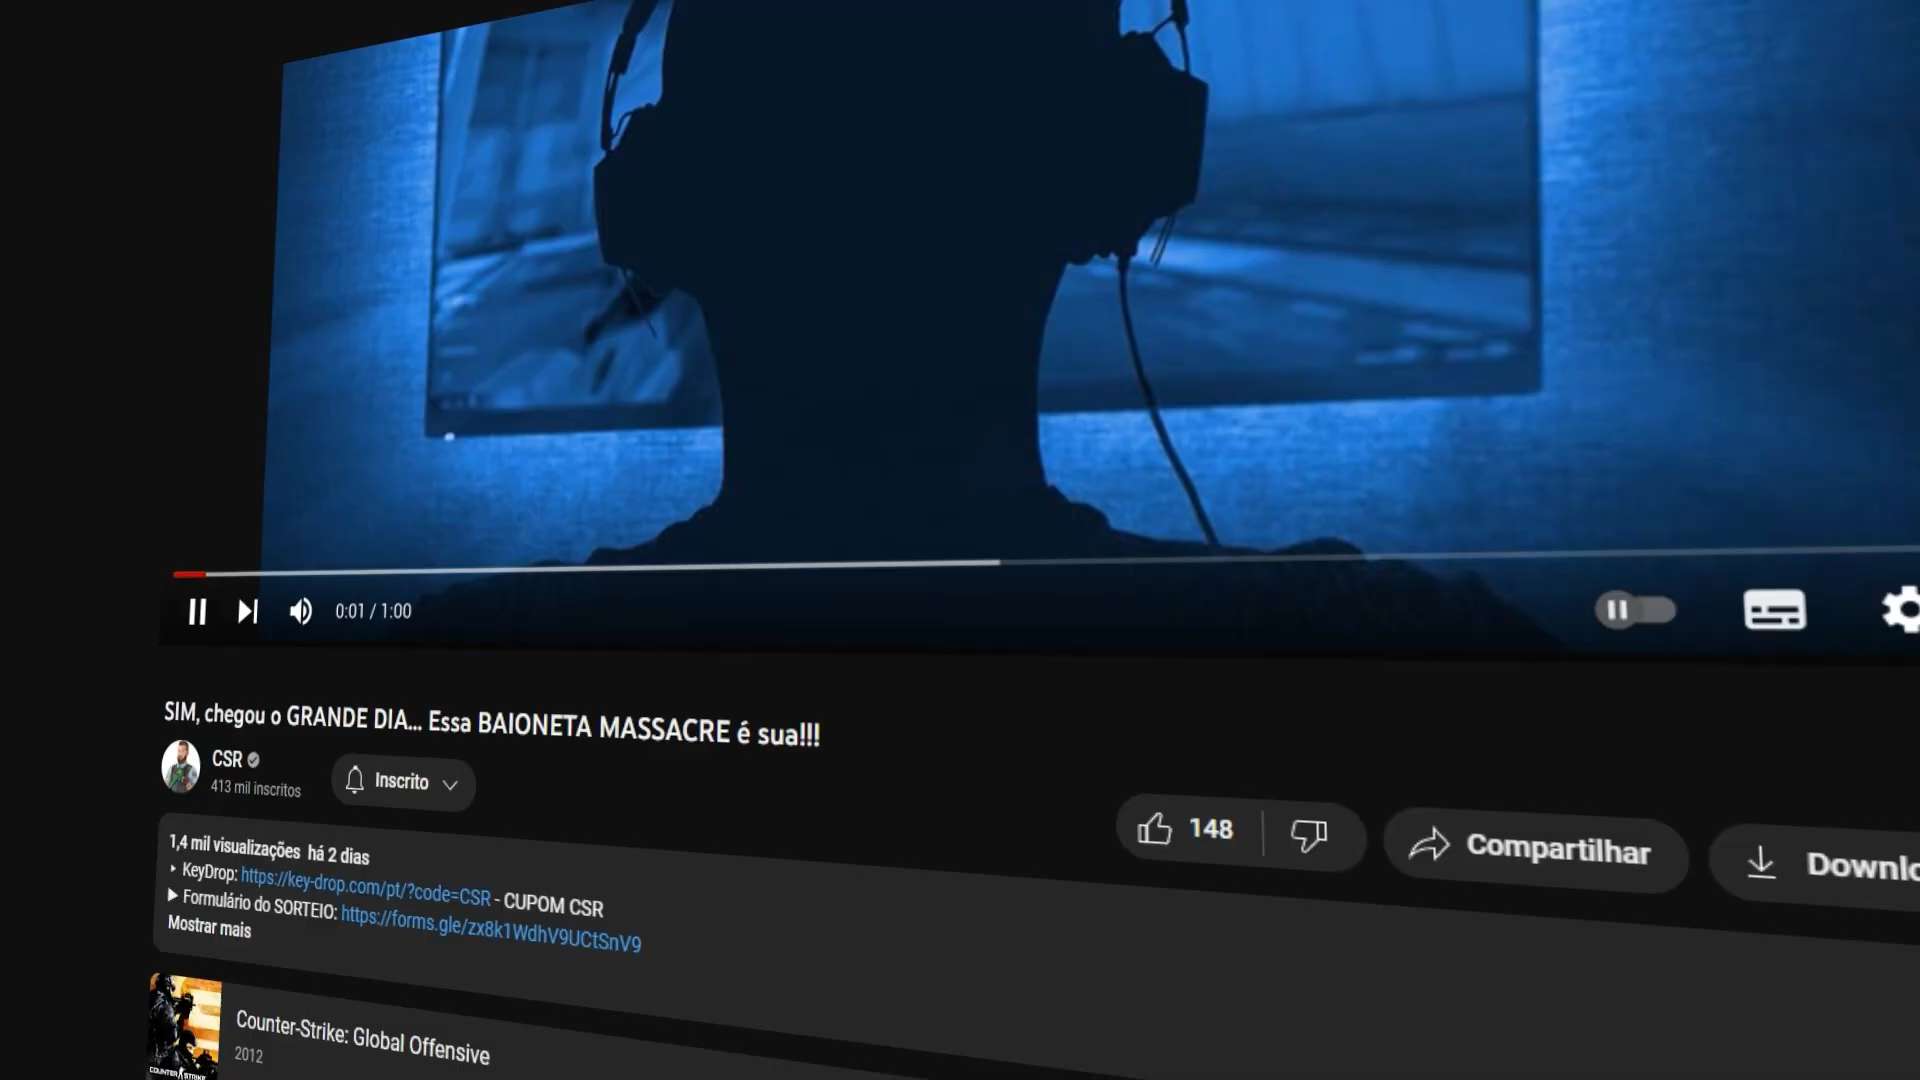 0:01 / 1:00
SIM, chegou o GRANDE DIA... Essa BAIONETA MASSACRE é sua!!!
CSR
413 mil inscritos
Inscrito
148
Compartilhar
Downlo
1,4 mil visualizações há 2 dias
‣ KeyDrop: https://key-drop.com/pt/?code=CSR - CUPOM CSR
▶ Formulário do SORTEIO: https://forms.gle/zx8k1WdhV9UCtSnV9
Mostrar mais
Counter-Strike: Global Offensive
2012
COUNTER STRIKE